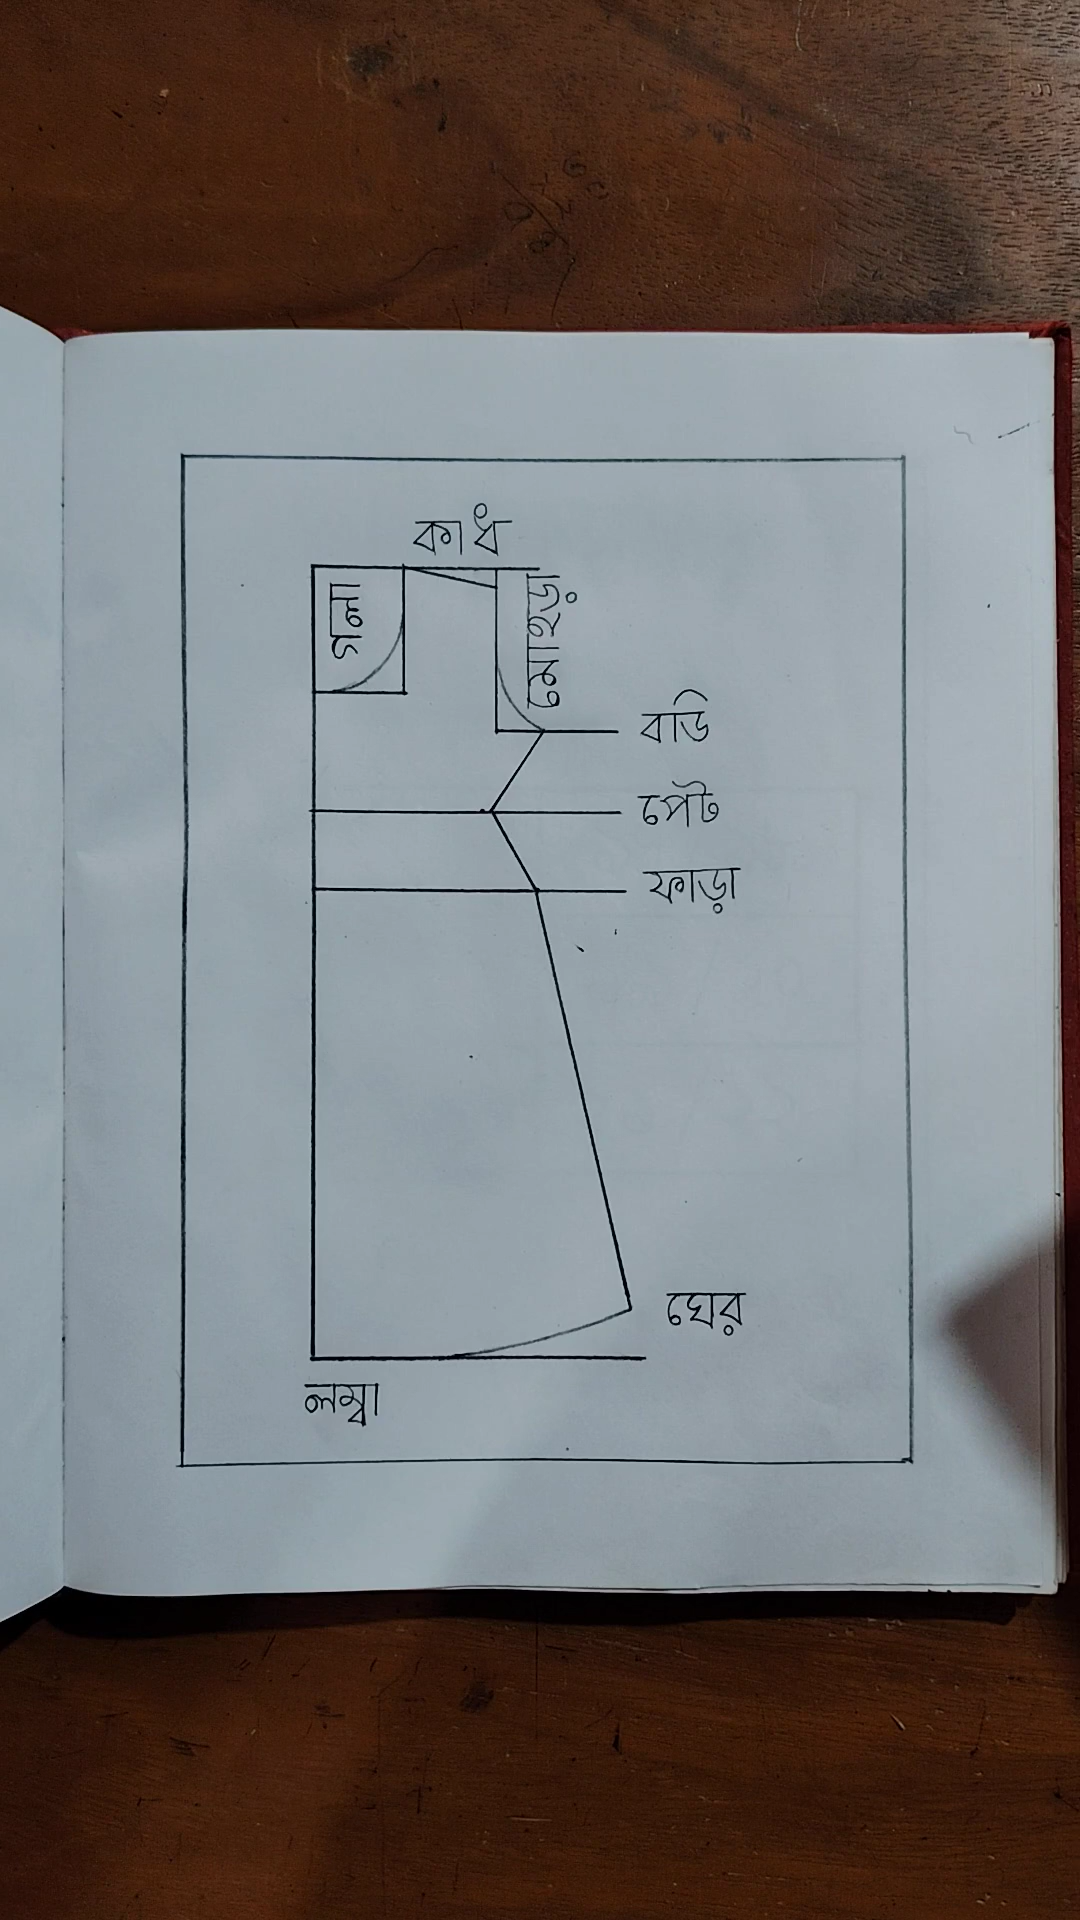 কাধঁ
গলা
মোহড়া
বডি
পেট
ফাড়া
ঘের
লম্বা